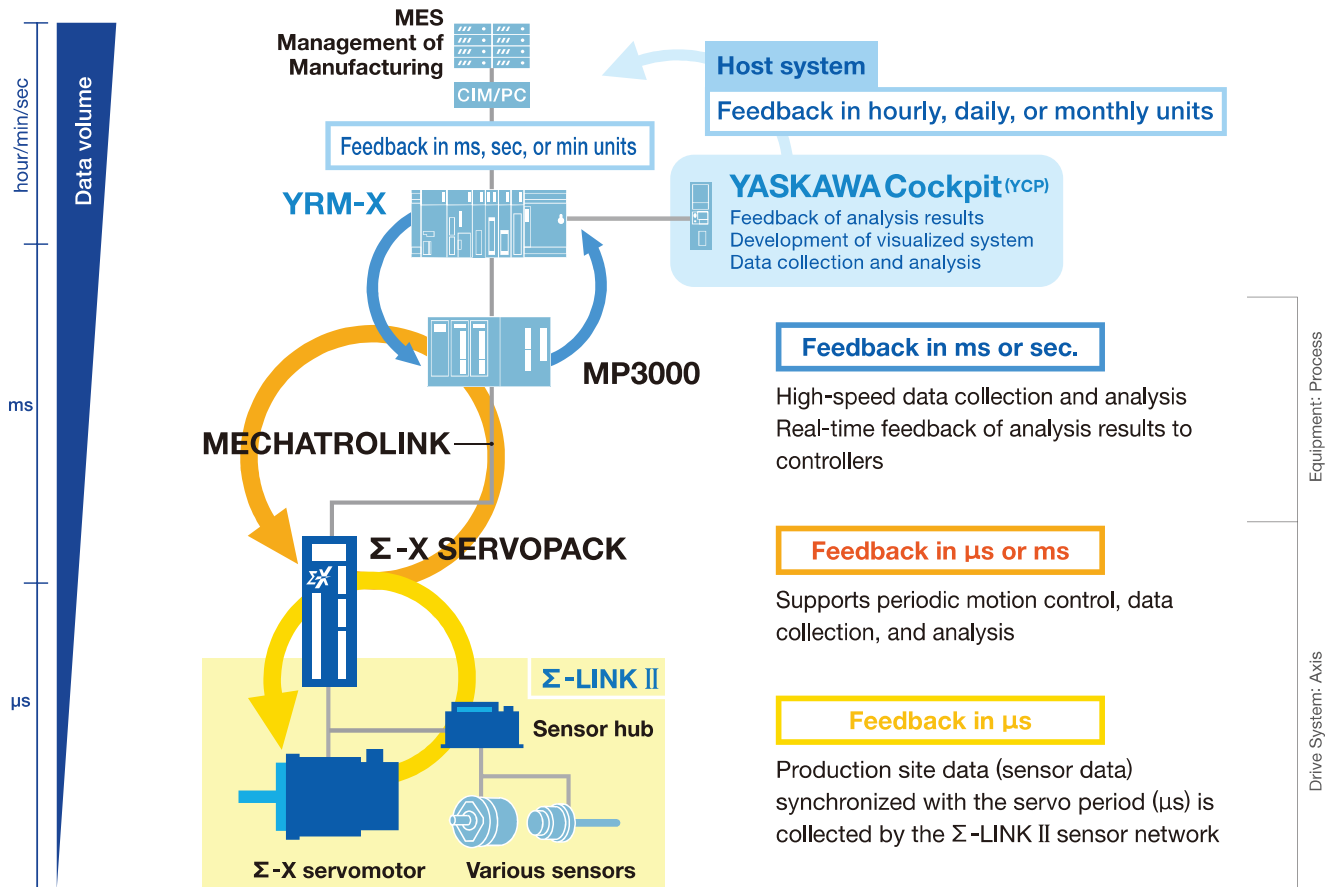 MES
Management of
Manufacturing
CIM/PC
Host system
Feedback in hourly, daily, or monthly units
Feedback in ms, sec, or min units
YRM-X
YASKAWA Cockpit (YCP)
Feedback of analysis results
Development of visualized system
Data collection and analysis
hour/min/sec
Data volume
ms
µs
MP3000
MECHATROLINK
Σ-X SERVOPACK
Σ-X
Σ-LINK II
Sensor hub
Σ-X servomotor
Various sensors
Feedback in ms or sec.
High-speed data collection and analysis
Real-time feedback of analysis results to
controllers
Feedback in µs or ms
Supports periodic motion control, data
collection, and analysis
Feedback in µs
Production site data (sensor data)
synchronized with the servo period (µs) is
collected by the Σ-LINK II sensor network
Equipment: Process
Drive System: Axis